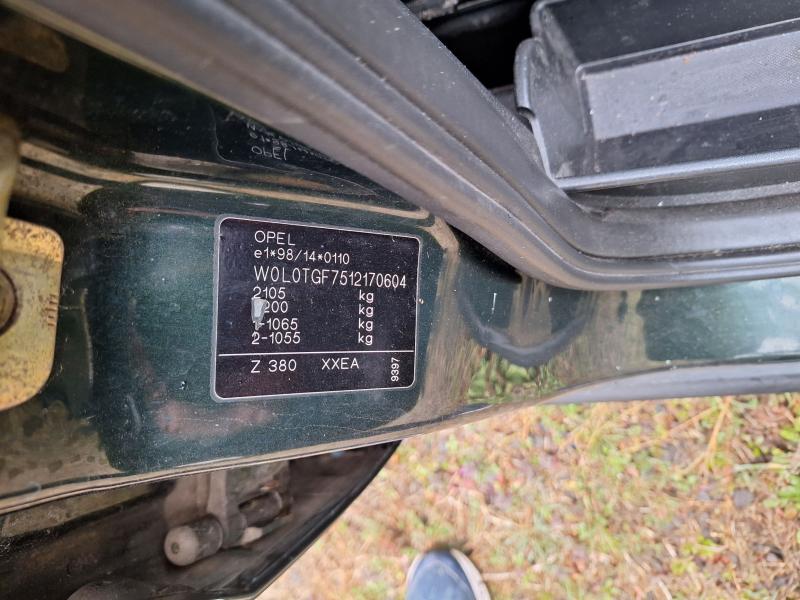 OPEL
e1*98/14*0110
W0L0TGF7512170604
2105 kg
200 kg
1-1065 kg
2-1055 kg
Z 380 XXEA
9397
OPEL